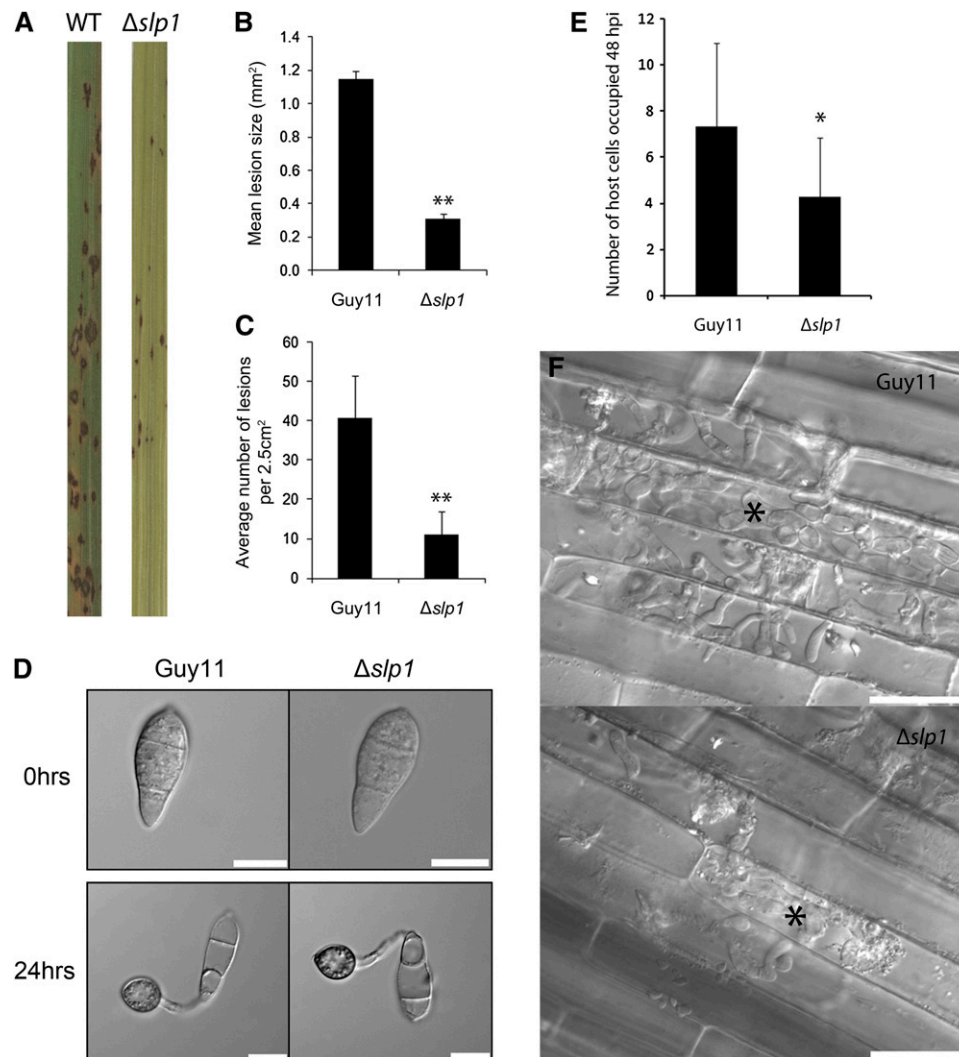 A
WT Δslp1
B
Mean lesion size (mm²)
1.4
1.2
1.0
0.8
0.6
0.4
0.2
0.0
**
Guy11 Δslp1
C
Average number of lesions
per 2.5cm²
60
50
40
30
20
10
0
**
Guy11 Δslp1
D
Guy11 Δslp1
0hrs
24hrs
E
Number of host cells occupied 48 hpi
12
10
8
6
4
2
0
*
Guy11 Δslp1
F
Guy11
*
Δslp1
*